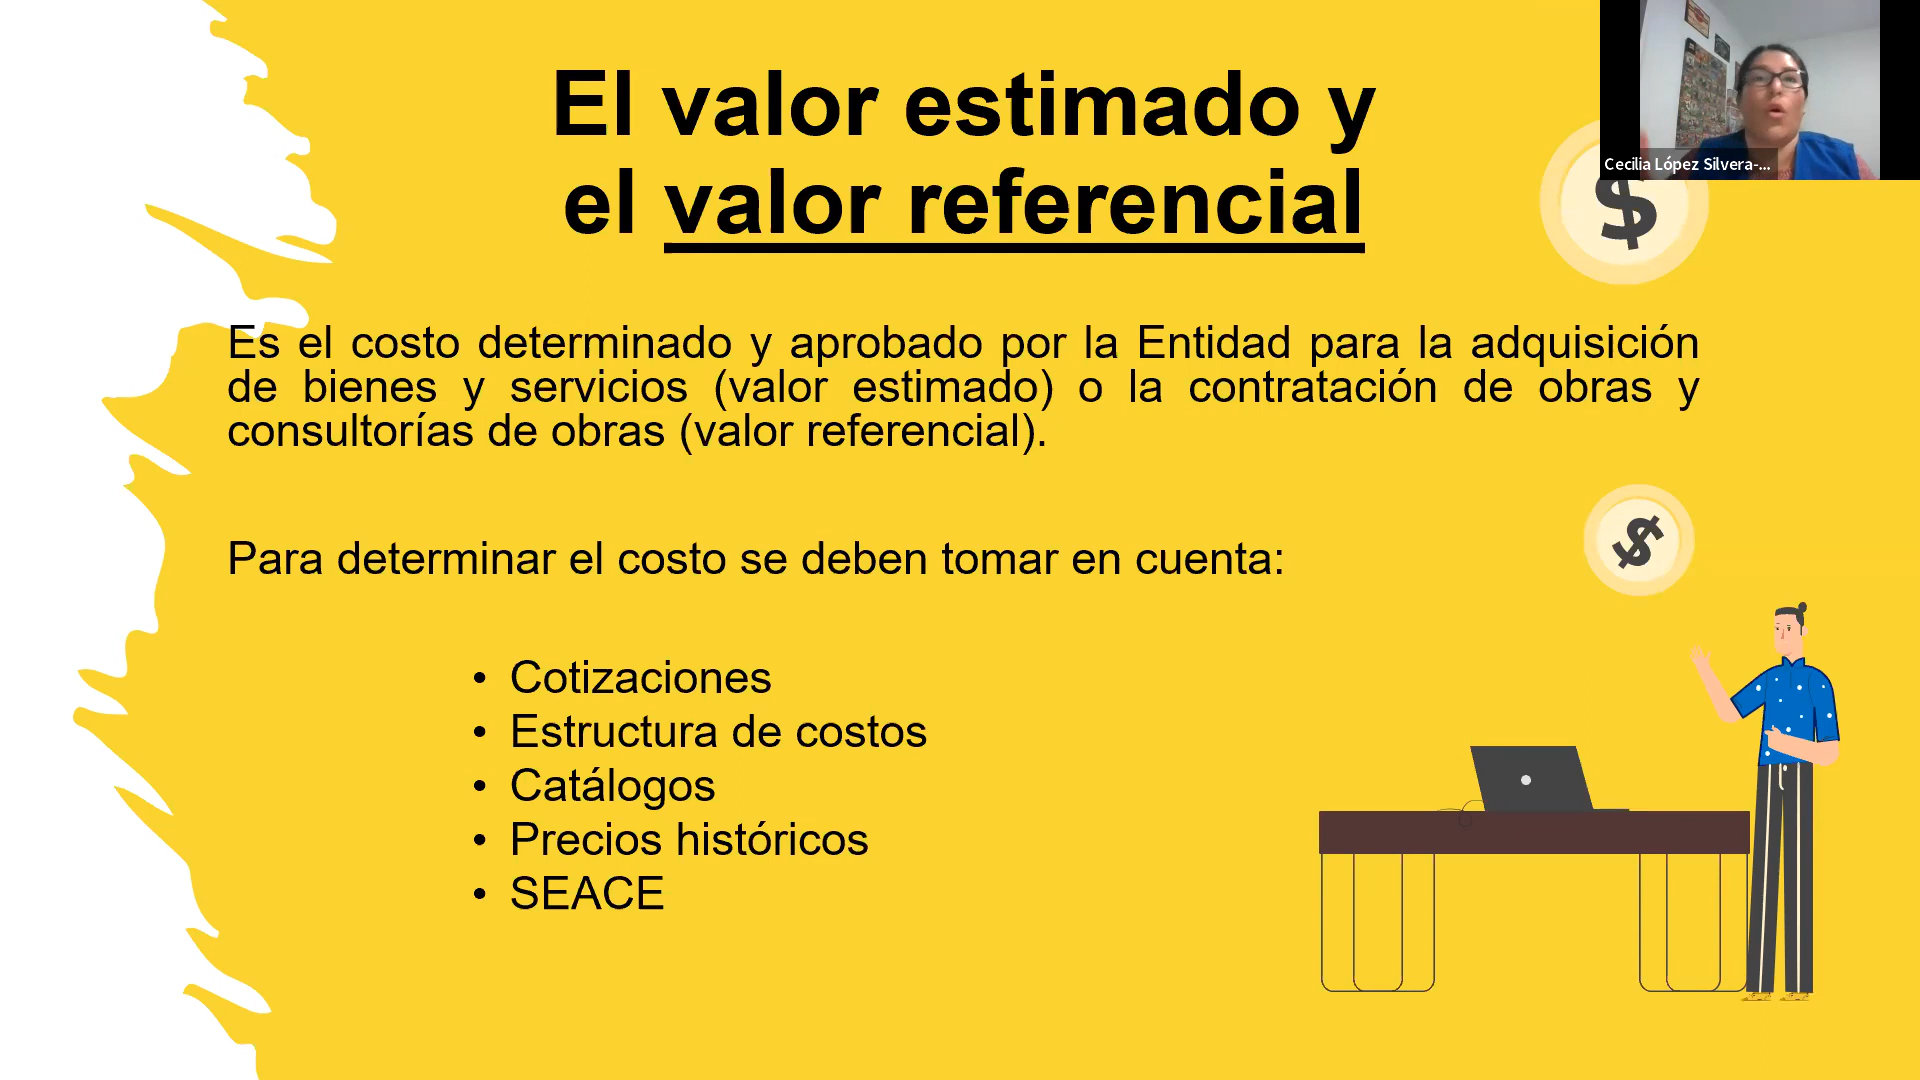 El valor estimado y
el valor referencial
Cecilia López Silvera-...
$
Es el costo determinado y aprobado por la Entidad para la adquisición
de bienes y servicios (valor estimado) o la contratación de obras y
consultorías de obras (valor referencial).
$
Para determinar el costo se deben tomar en cuenta:
• Cotizaciones
• Estructura de costos
• Catálogos
• Precios históricos
• SEACE